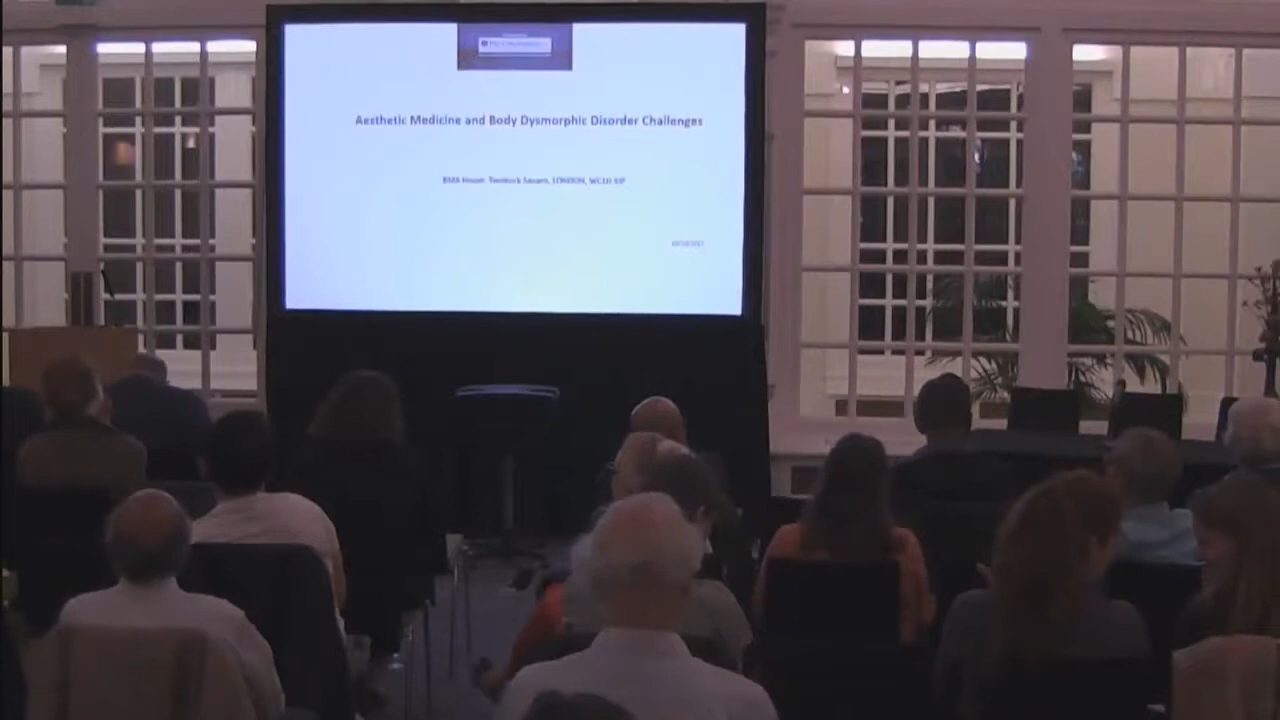 Aesthetic Medicine and Body Dysmorphic Disorder Challenges
BMA House, Tavistock Square, LONDON, WC1H 9JP